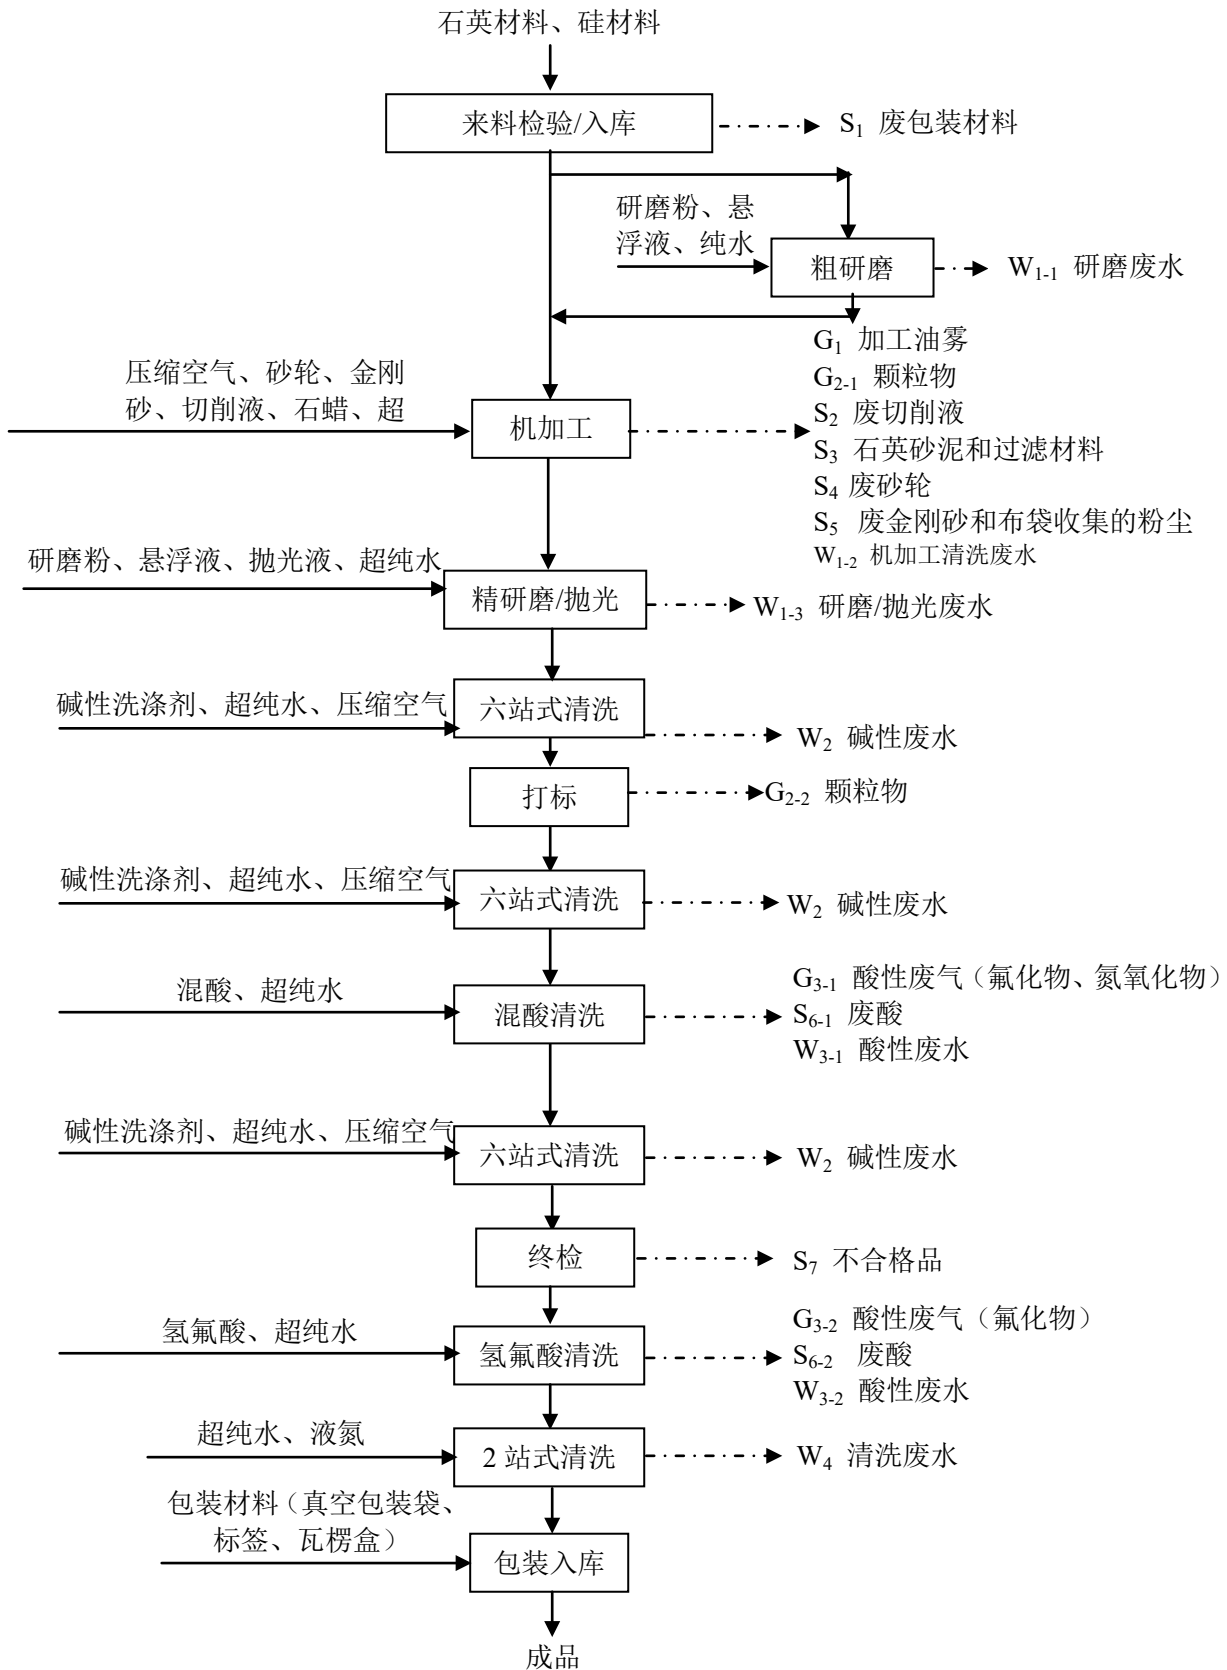 石英材料、硅材料
来料检验/入库
S1 废包装材料
研磨粉、悬
浮液、纯水
粗研磨
W1-1 研磨废水
压缩空气、砂轮、金刚
砂、切削液、石蜡、超
机加工
G1 加工油雾
G2-1 颗粒物
S2 废切削液
S3 石英砂泥和过滤材料
S4 废砂轮
S5 废金刚砂和布袋收集的粉尘
W1-2 机加工清洗废水
研磨粉、悬浮液、抛光液、超纯水
精研磨/抛光
W1-3 研磨/抛光废水
碱性洗涤剂、超纯水、压缩空气
六站式清洗
W2 碱性废水
打标
G2-2 颗粒物
碱性洗涤剂、超纯水、压缩空气
六站式清洗
W2 碱性废水
混酸、超纯水
混酸清洗
G3-1 酸性废气（氟化物、氮氧化物）
S6-1 废酸
W3-1 酸性废水
碱性洗涤剂、超纯水、压缩空气
六站式清洗
W2 碱性废水
终检
S7 不合格品
氢氟酸、超纯水
氢氟酸清洗
G3-2 酸性废气（氟化物）
S6-2 废酸
W3-2 酸性废水
超纯水、液氮
2 站式清洗
W4 清洗废水
包装材料（真空包装袋、
标签、瓦楞盒）
包装入库
成品